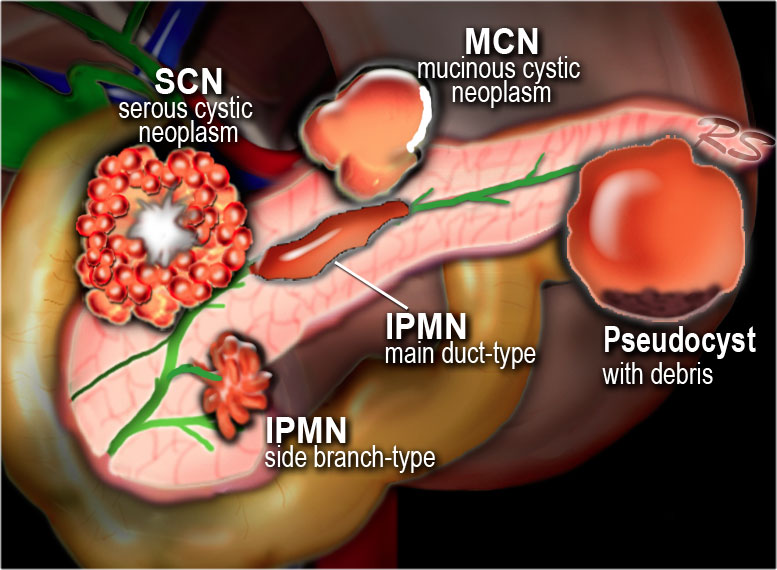 SCN
serous cystic
neoplasm
MCN
mucinous cystic
neoplasm
RS
IPMN
main duct-type
Pseudocyst
with debris
IPMN
side branch-type